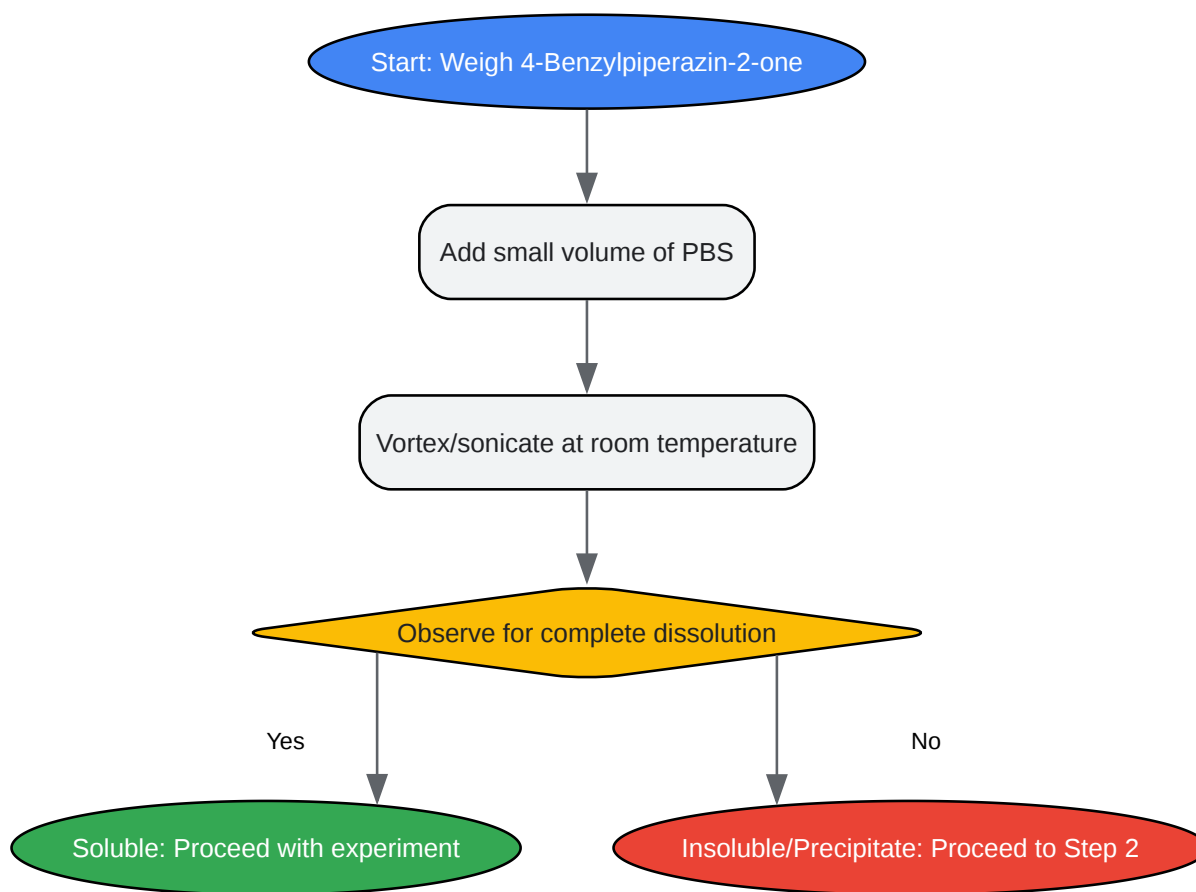 Start: Weigh 4-Benzylpiperazin-2-one
Add small volume of PBS
Vortex/sonicate at room temperature
Observe for complete dissolution
Yes
No
Soluble: Proceed with experiment
Insoluble/Precipitate: Proceed to Step 2